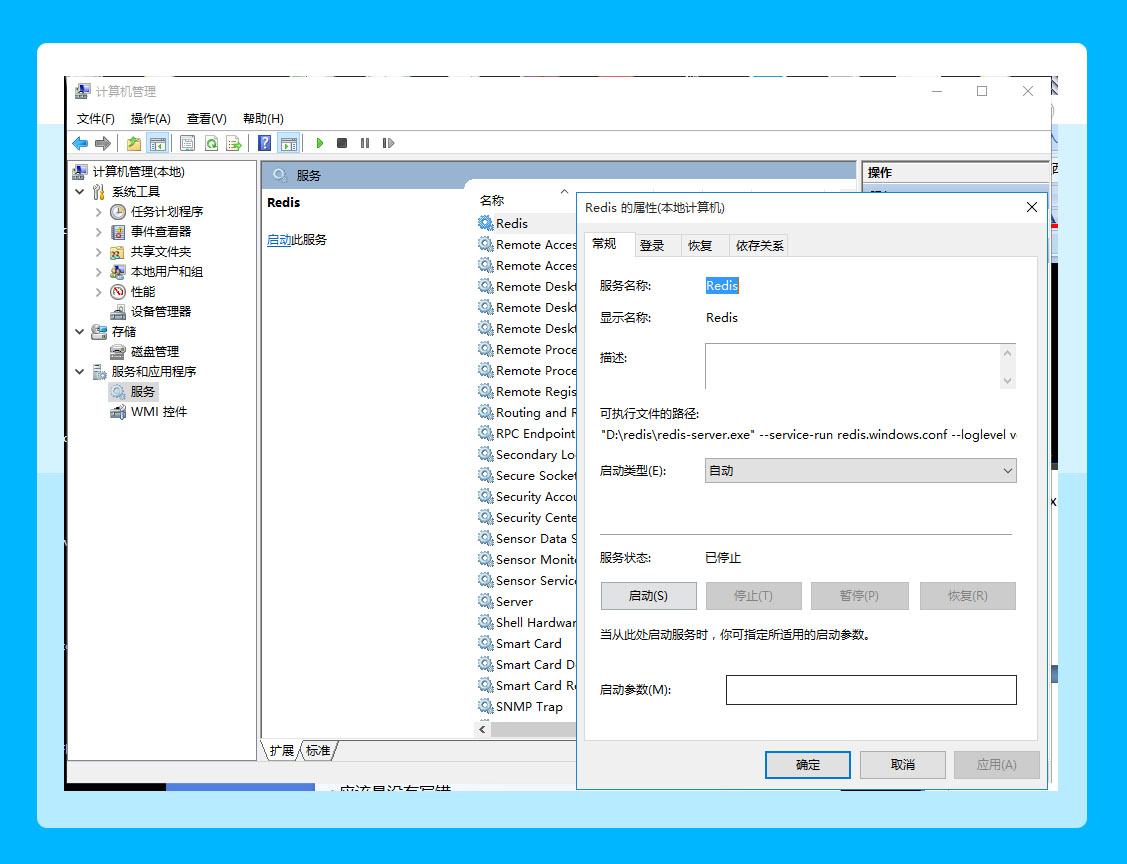 计算机管理
文件(F) 操作(A) 查看(V) 帮助(H)
计算机管理(本地)
系统工具
任务计划程序
事件查看器
共享文件夹
本地用户和组
性能
设备管理器
存储
磁盘管理
服务和应用程序
服务
WMI 控件
服务
Redis
启动此服务
名称
Redis
Remote Acces
Remote Acces
Remote Deskt
Remote Deskt
Remote Deskt
Remote Proce
Remote Proce
Remote Regis
Routing and R
RPC Endpoint
Secondary Lo
Secure Socket
Security Accou
Security Cente
Sensor Data S
Sensor Monito
Sensor Service
Server
Shell Hardwar
Smart Card
Smart Card D
Smart Card Re
SNMP Trap
扩展 标准
操作
Redis 的属性(本地计算机)
常规 登录 恢复 依存关系
服务名称: Redis
显示名称: Redis
描述:
可执行文件的路径:
"D:\redis\redis-server.exe" --service-run redis.windows.conf --loglevel v
启动类型(E): 自动
服务状态: 已停止
启动(S) 停止(T) 暂停(P) 恢复(R)
当从此处启动服务时，你可指定所适用的启动参数。
启动参数(M):
确定 取消 应用(A)